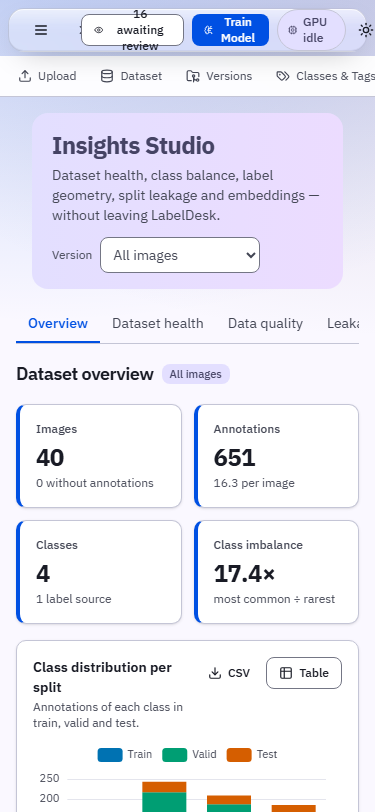 16
awaiting
review
Train
Model
GPU
idle
Upload
Dataset
Versions
Classes & Tags
Insights Studio
Dataset health, class balance, label
geometry, split leakage and embeddings —
without leaving LabelDesk.
Version
All images
Overview
Dataset health
Data quality
Dataset overview
All images
Images
40
0 without annotations
Annotations
651
16.3 per image
Classes
4
1 label source
Class imbalance
17.4×
most common ÷ rarest
Class distribution per
split
CSV
Table
Annotations of each class in
train, valid and test.
Train
Valid
Test
250
200